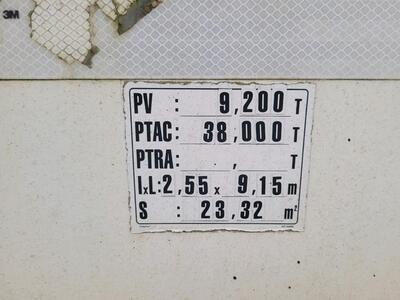 3M
PV : 9,200 T
PTAC : 38,000 T
PTRA : , T
lxL : 2,55 x 9,15 m
S : 23,32 m²